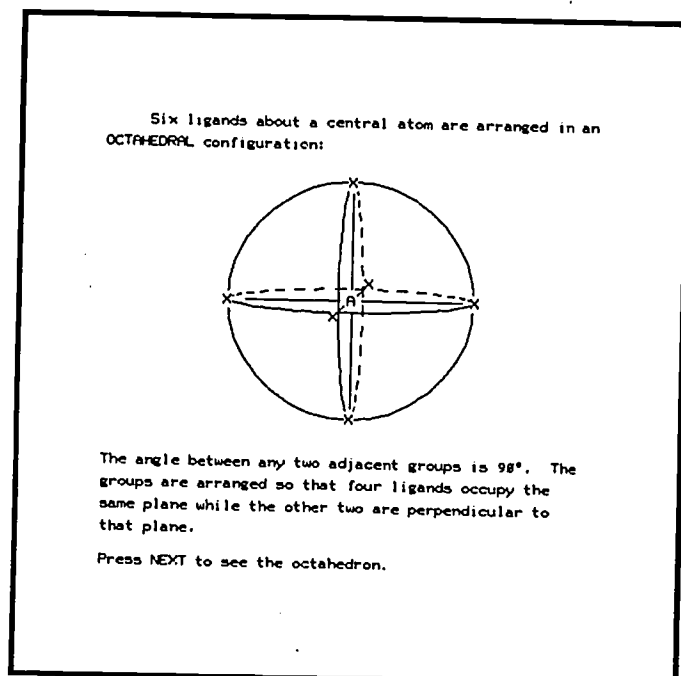 Six ligands about a central atom are arranged in an
OCTAHEDRAL configuration:
X
X
X A X
X
X
The angle between any two adjacent groups is 90°. The
groups are arranged so that four ligands occupy the
same plane while the other two are perpendicular to
that plane.
Press NEXT to see the octahedron.